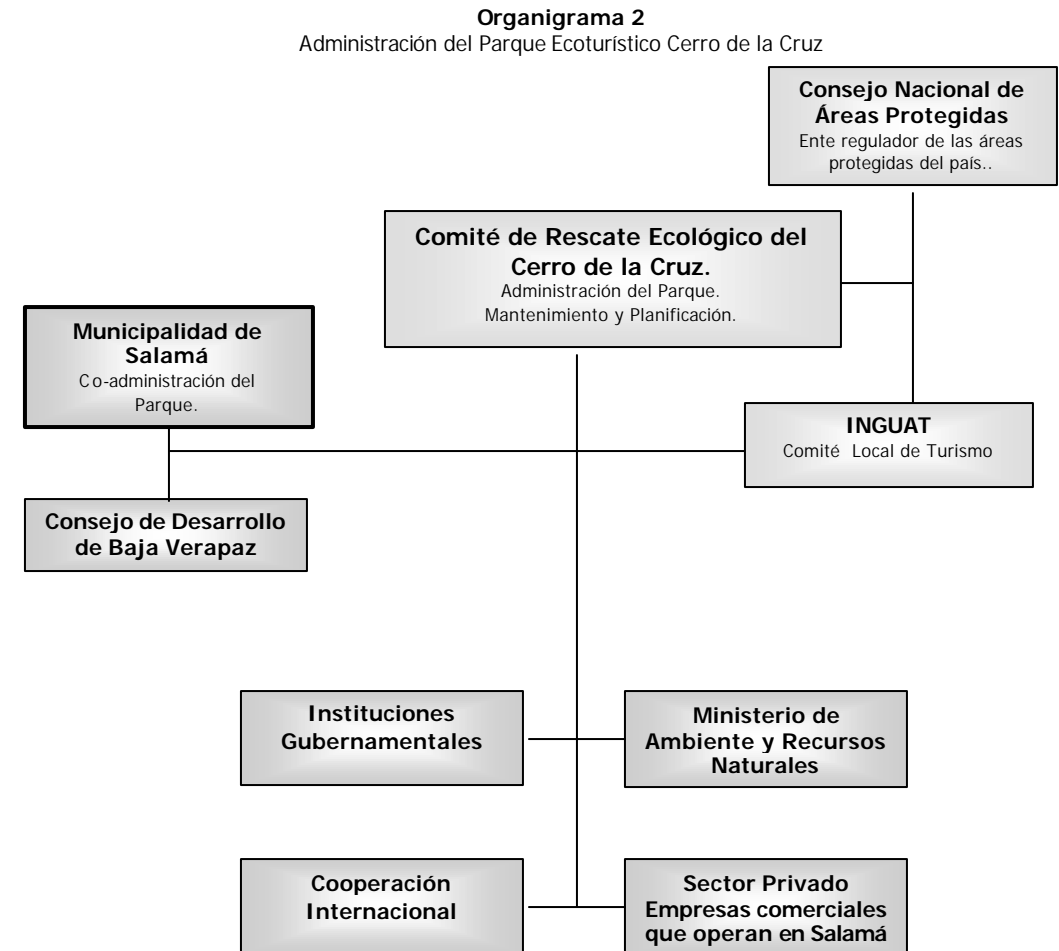 Organigrama 2
Administración del Parque Ecoturístico Cerro de la Cruz
Consejo Nacional de
Áreas Protegidas
Ente regulador de las áreas
protegidas del país..
Comité de Rescate Ecológico del
Cerro de la Cruz.
Administración del Parque.
Mantenimiento y Planificación.
Municipalidad de
Salamá
Co-administración del
Parque.
INGUAT
Comité Local de Turismo
Consejo de Desarrollo
de Baja Verapaz
Instituciones
Gubernamentales
Ministerio de
Ambiente y Recursos
Naturales
Cooperación
Internacional
Sector Privado
Empresas comerciales
que operan en Salamá